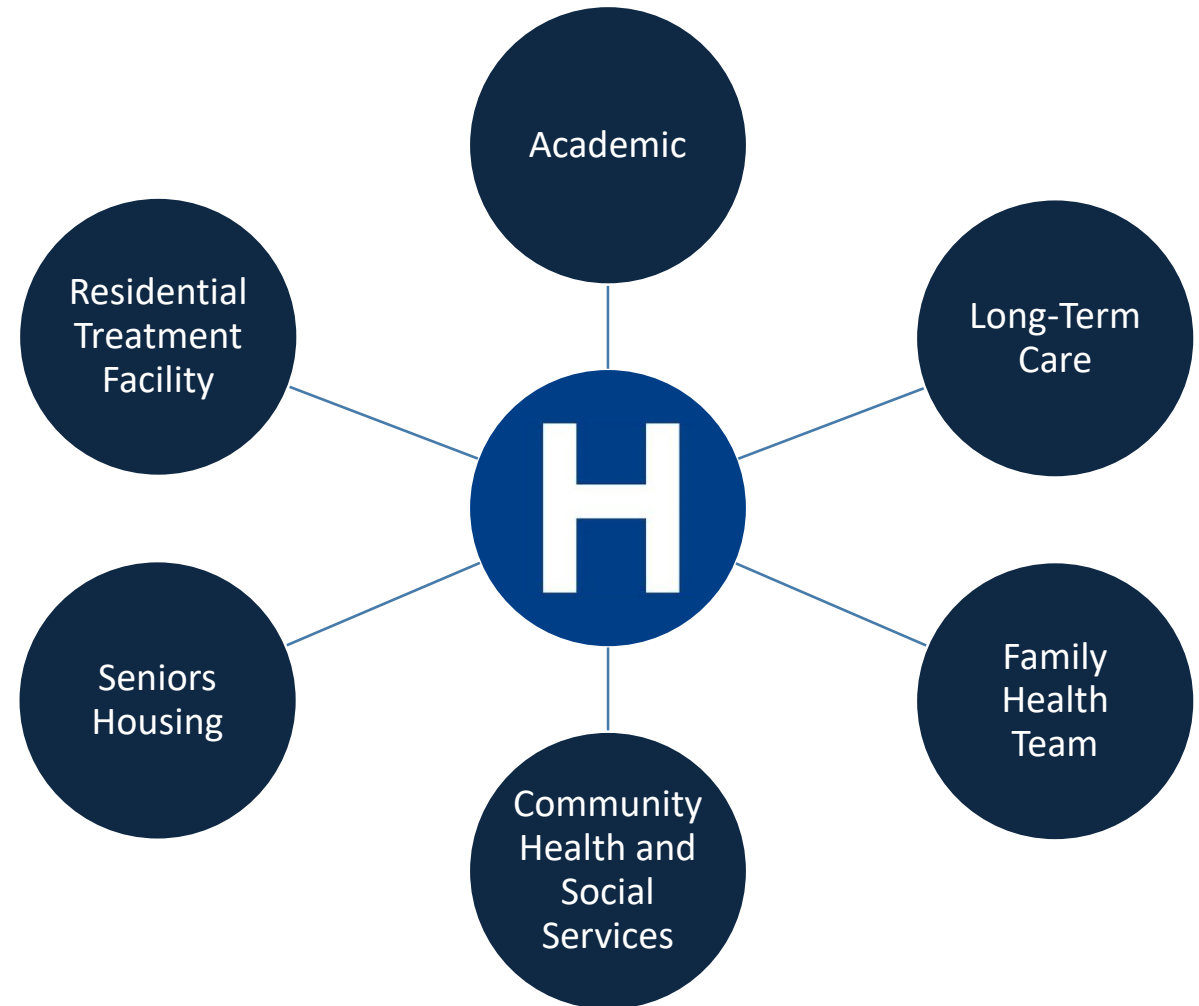 Academic
Residential
Treatment
Facility
Long-Term
Care
H
Seniors
Housing
Family
Health
Team
Community
Health and
Social
Services